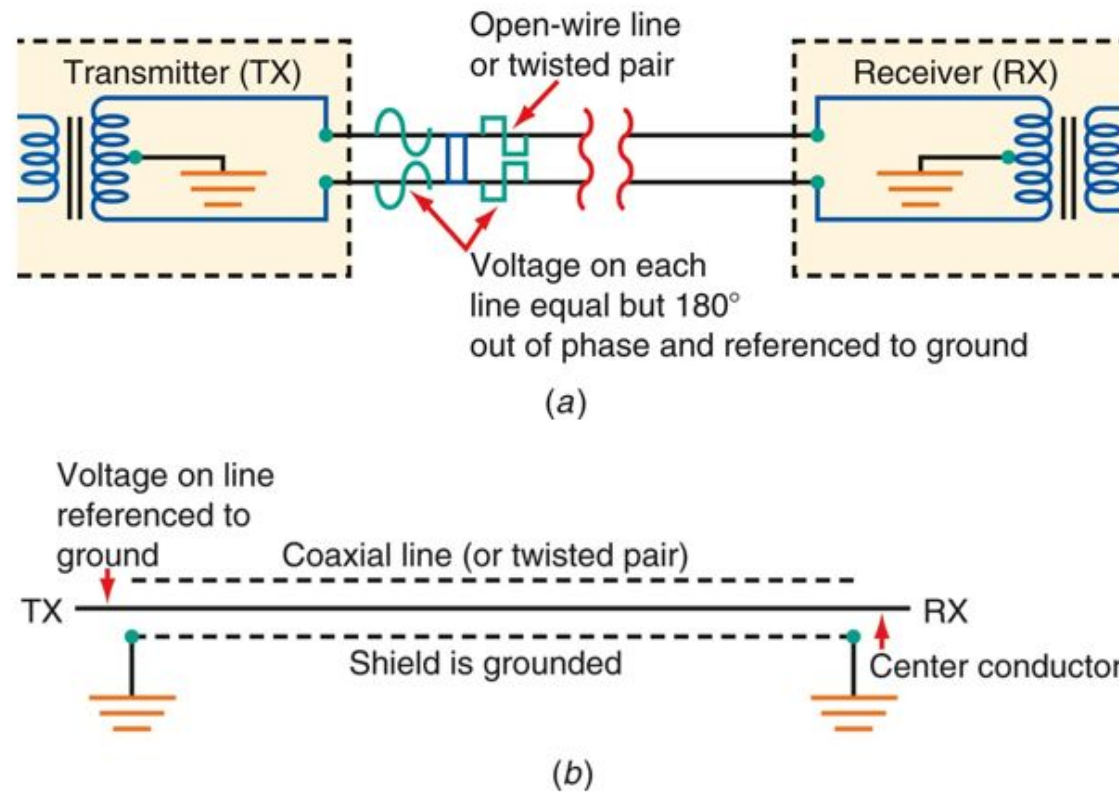 Open-wire line
or twisted pair
Transmitter (TX)
Receiver (RX)
Voltage on each
line equal but 180°
out of phase and referenced to ground
(a)
Voltage on line
referenced to
ground
Coaxial line (or twisted pair)
TX
RX
Shield is grounded
Center conductor
(b)